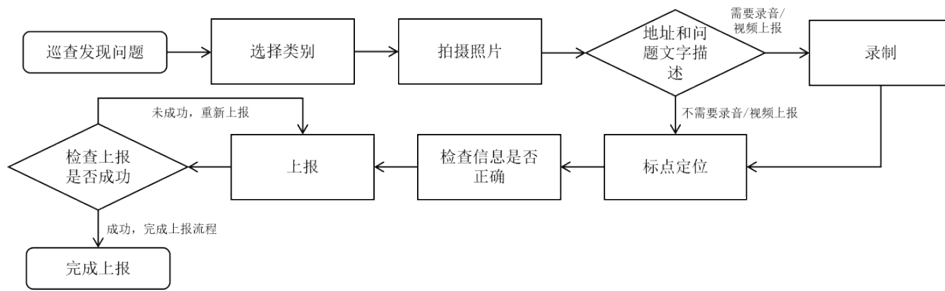 巡查发现问题
选择类别
拍摄照片
地址和问
题文字描
述
需要录音/
视频上报
录制
不需要录音/视频上报
标点定位
检查信息是否
正确
上报
未成功，重新上报
检查上报
是否成功
成功，完成上报流程
完成上报